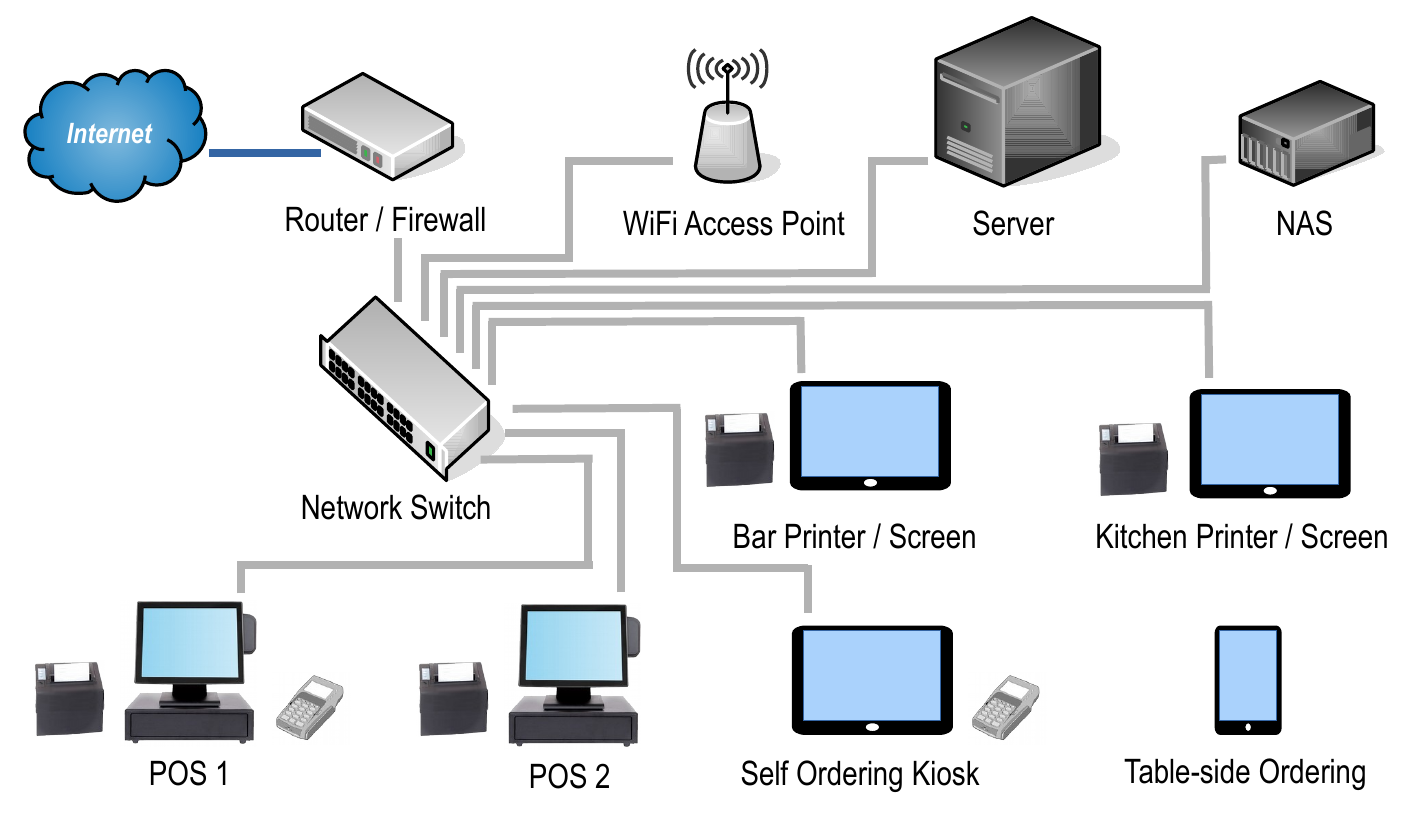 Internet
Router / Firewall
WiFi Access Point
Server
NAS
Network Switch
Bar Printer / Screen
Kitchen Printer / Screen
POS 1
POS 2
Self Ordering Kiosk
Table-side Ordering